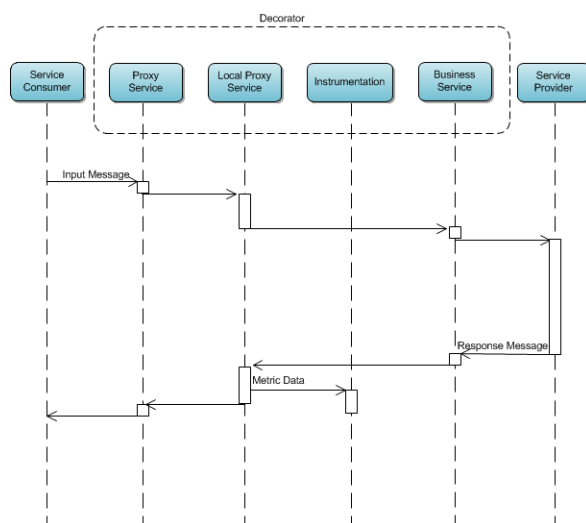 Decorator
Service
Consumer
Proxy
Service
Local Proxy
Service
Instrumentation
Business
Service
Service
Provider
Input Message
Response Message
Metric Data